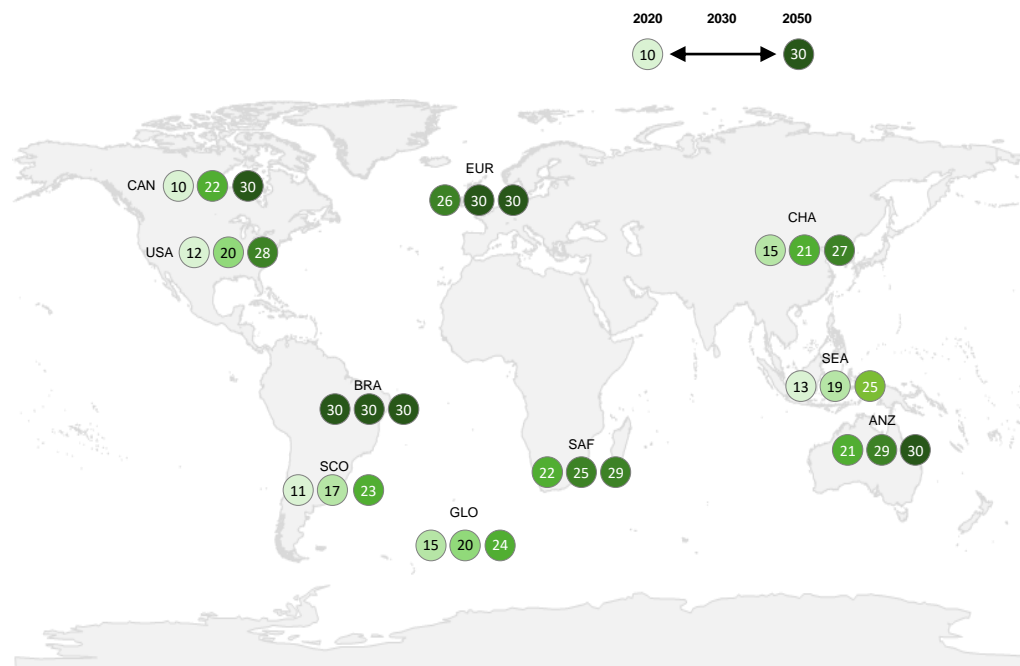 2020 2030 2050
10 30
EUR
CAN 10 22 30
26 30 30
CHA
USA 12 20 28
15 21 27
SEA
BRA
13 19 25
30 30 30
ANZ
SAF
21 29 30
SCO
22 25 29
11 17 23
GLO
15 20 24